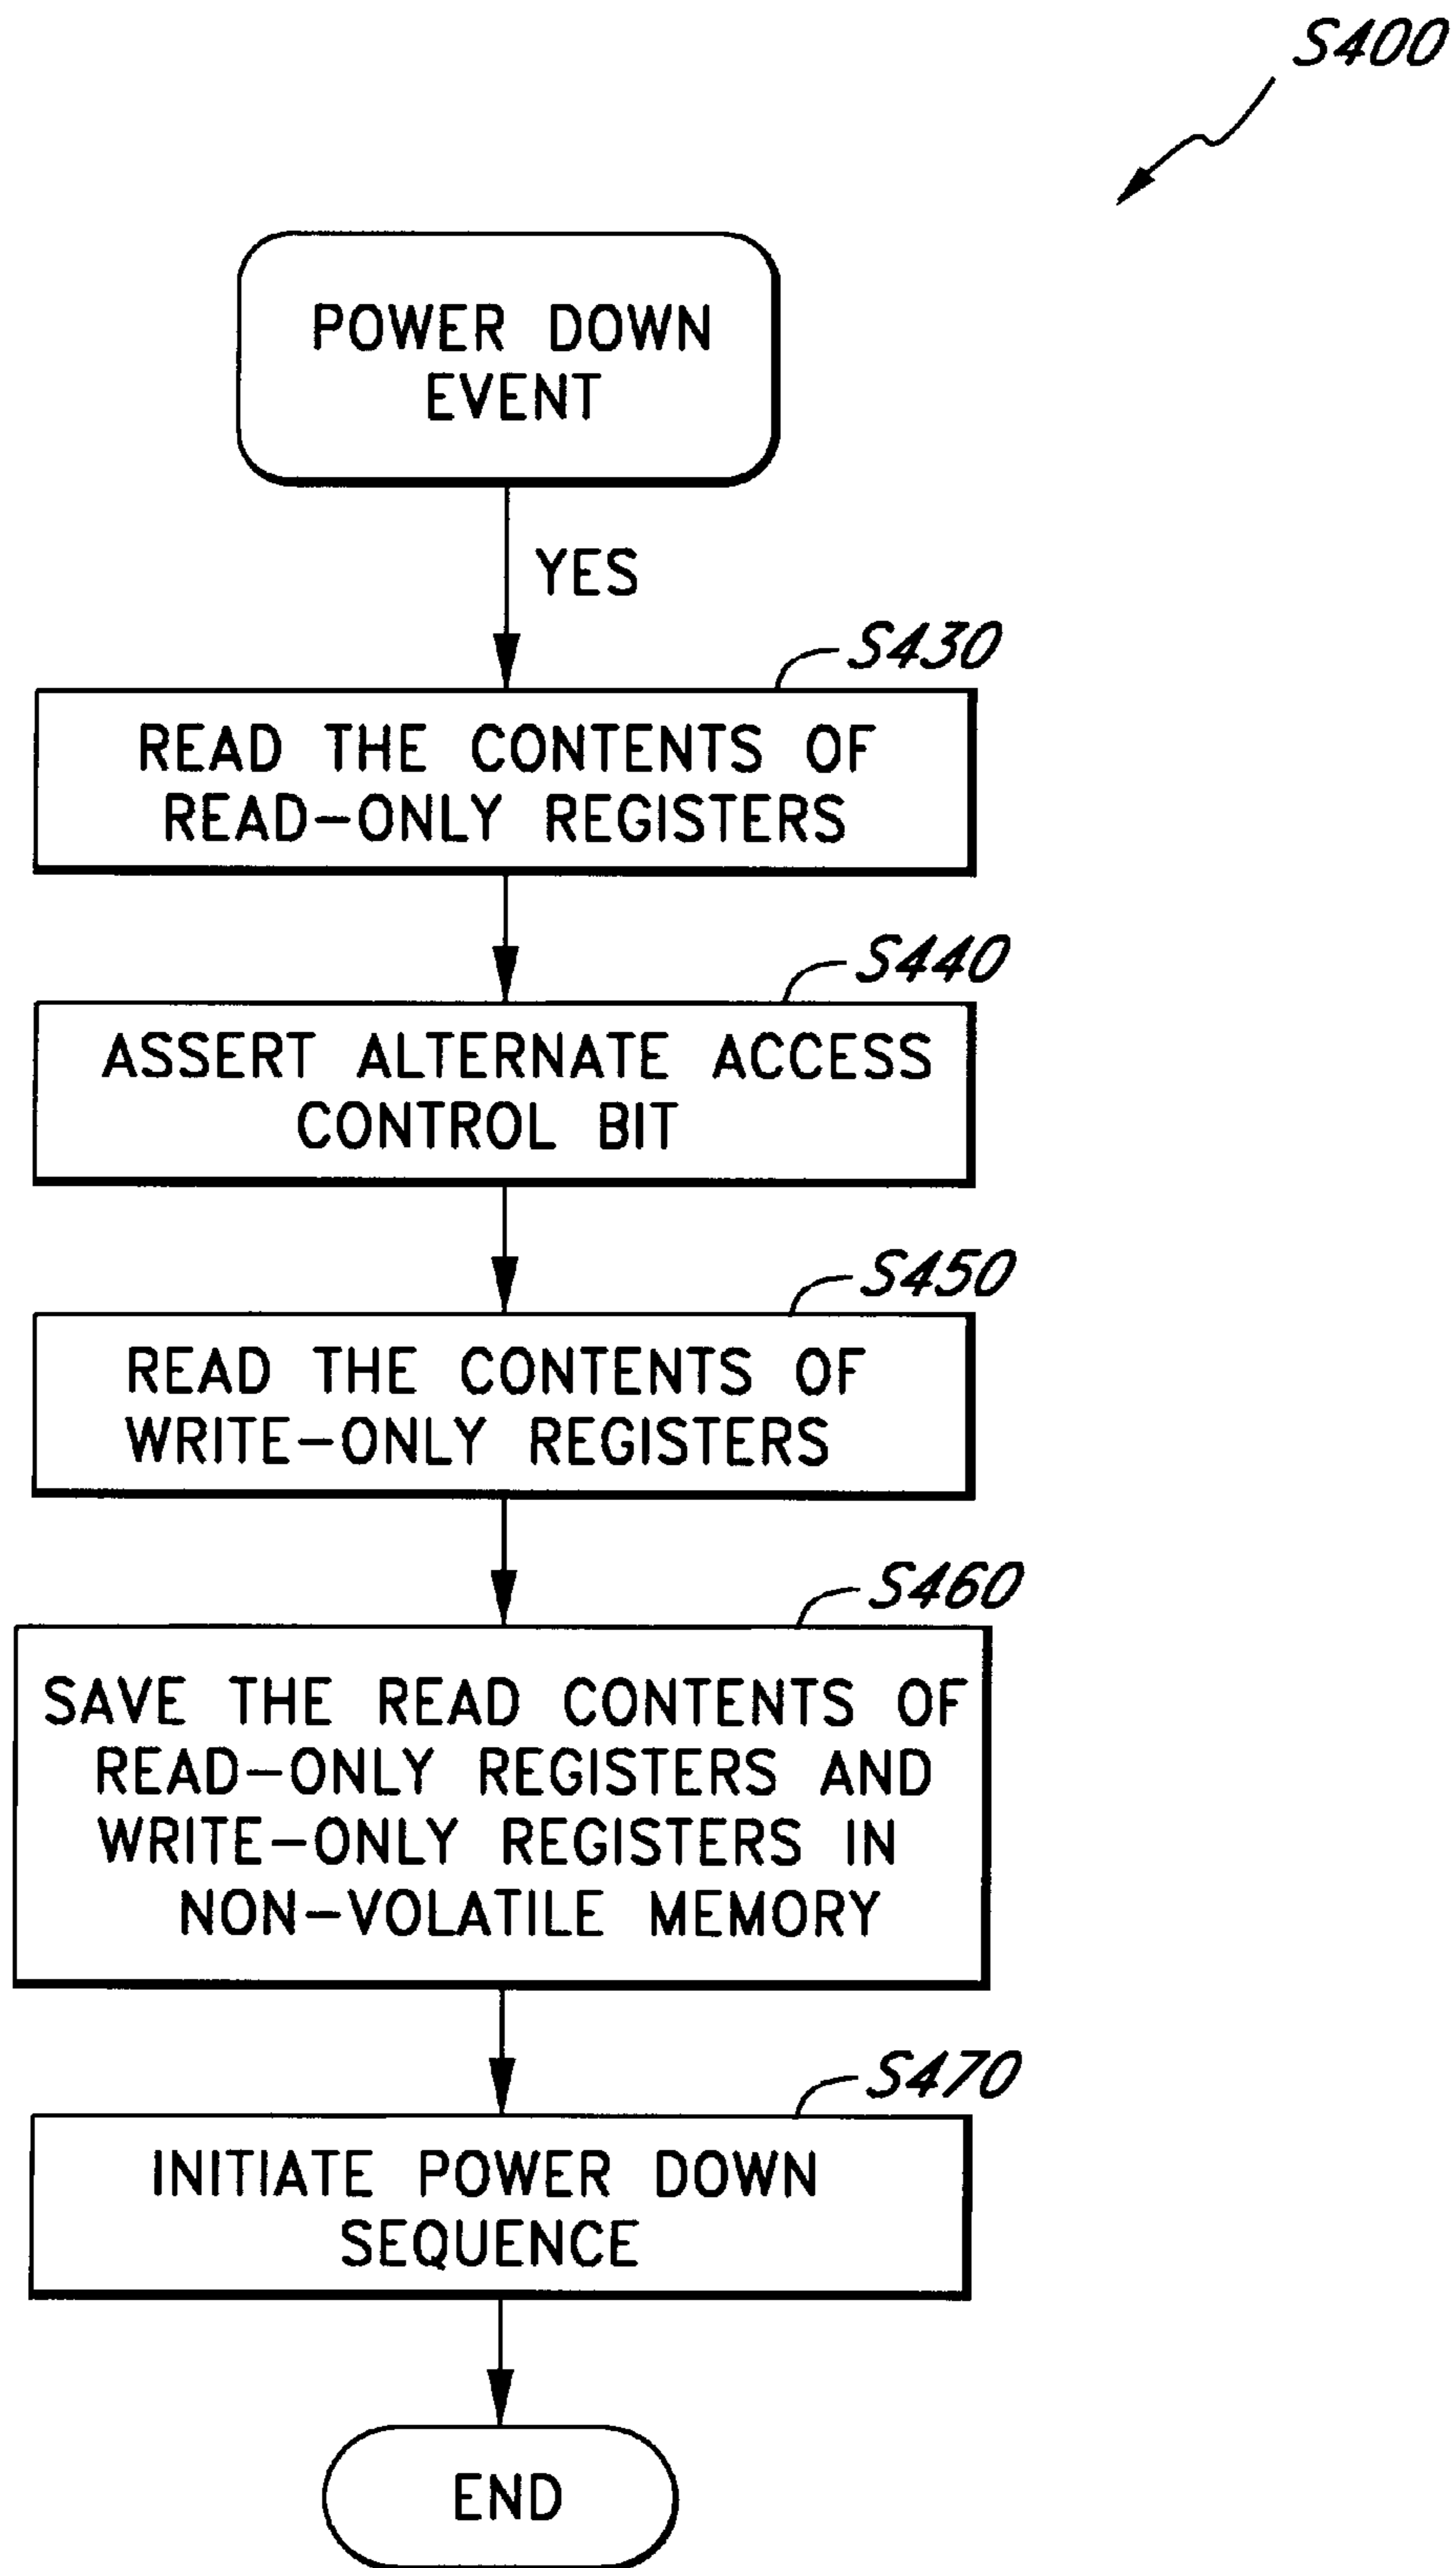 S400
POWER DOWN
EVENT
YES
S430
READ THE CONTENTS OF
READ-ONLY REGISTERS
S440
ASSERT ALTERNATE ACCESS
CONTROL BIT
S450
READ THE CONTENTS OF
WRITE-ONLY REGISTERS
S460
SAVE THE READ CONTENTS OF
READ-ONLY REGISTERS AND
WRITE-ONLY REGISTERS IN
NON-VOLATILE MEMORY
S470
INITIATE POWER DOWN
SEQUENCE
END